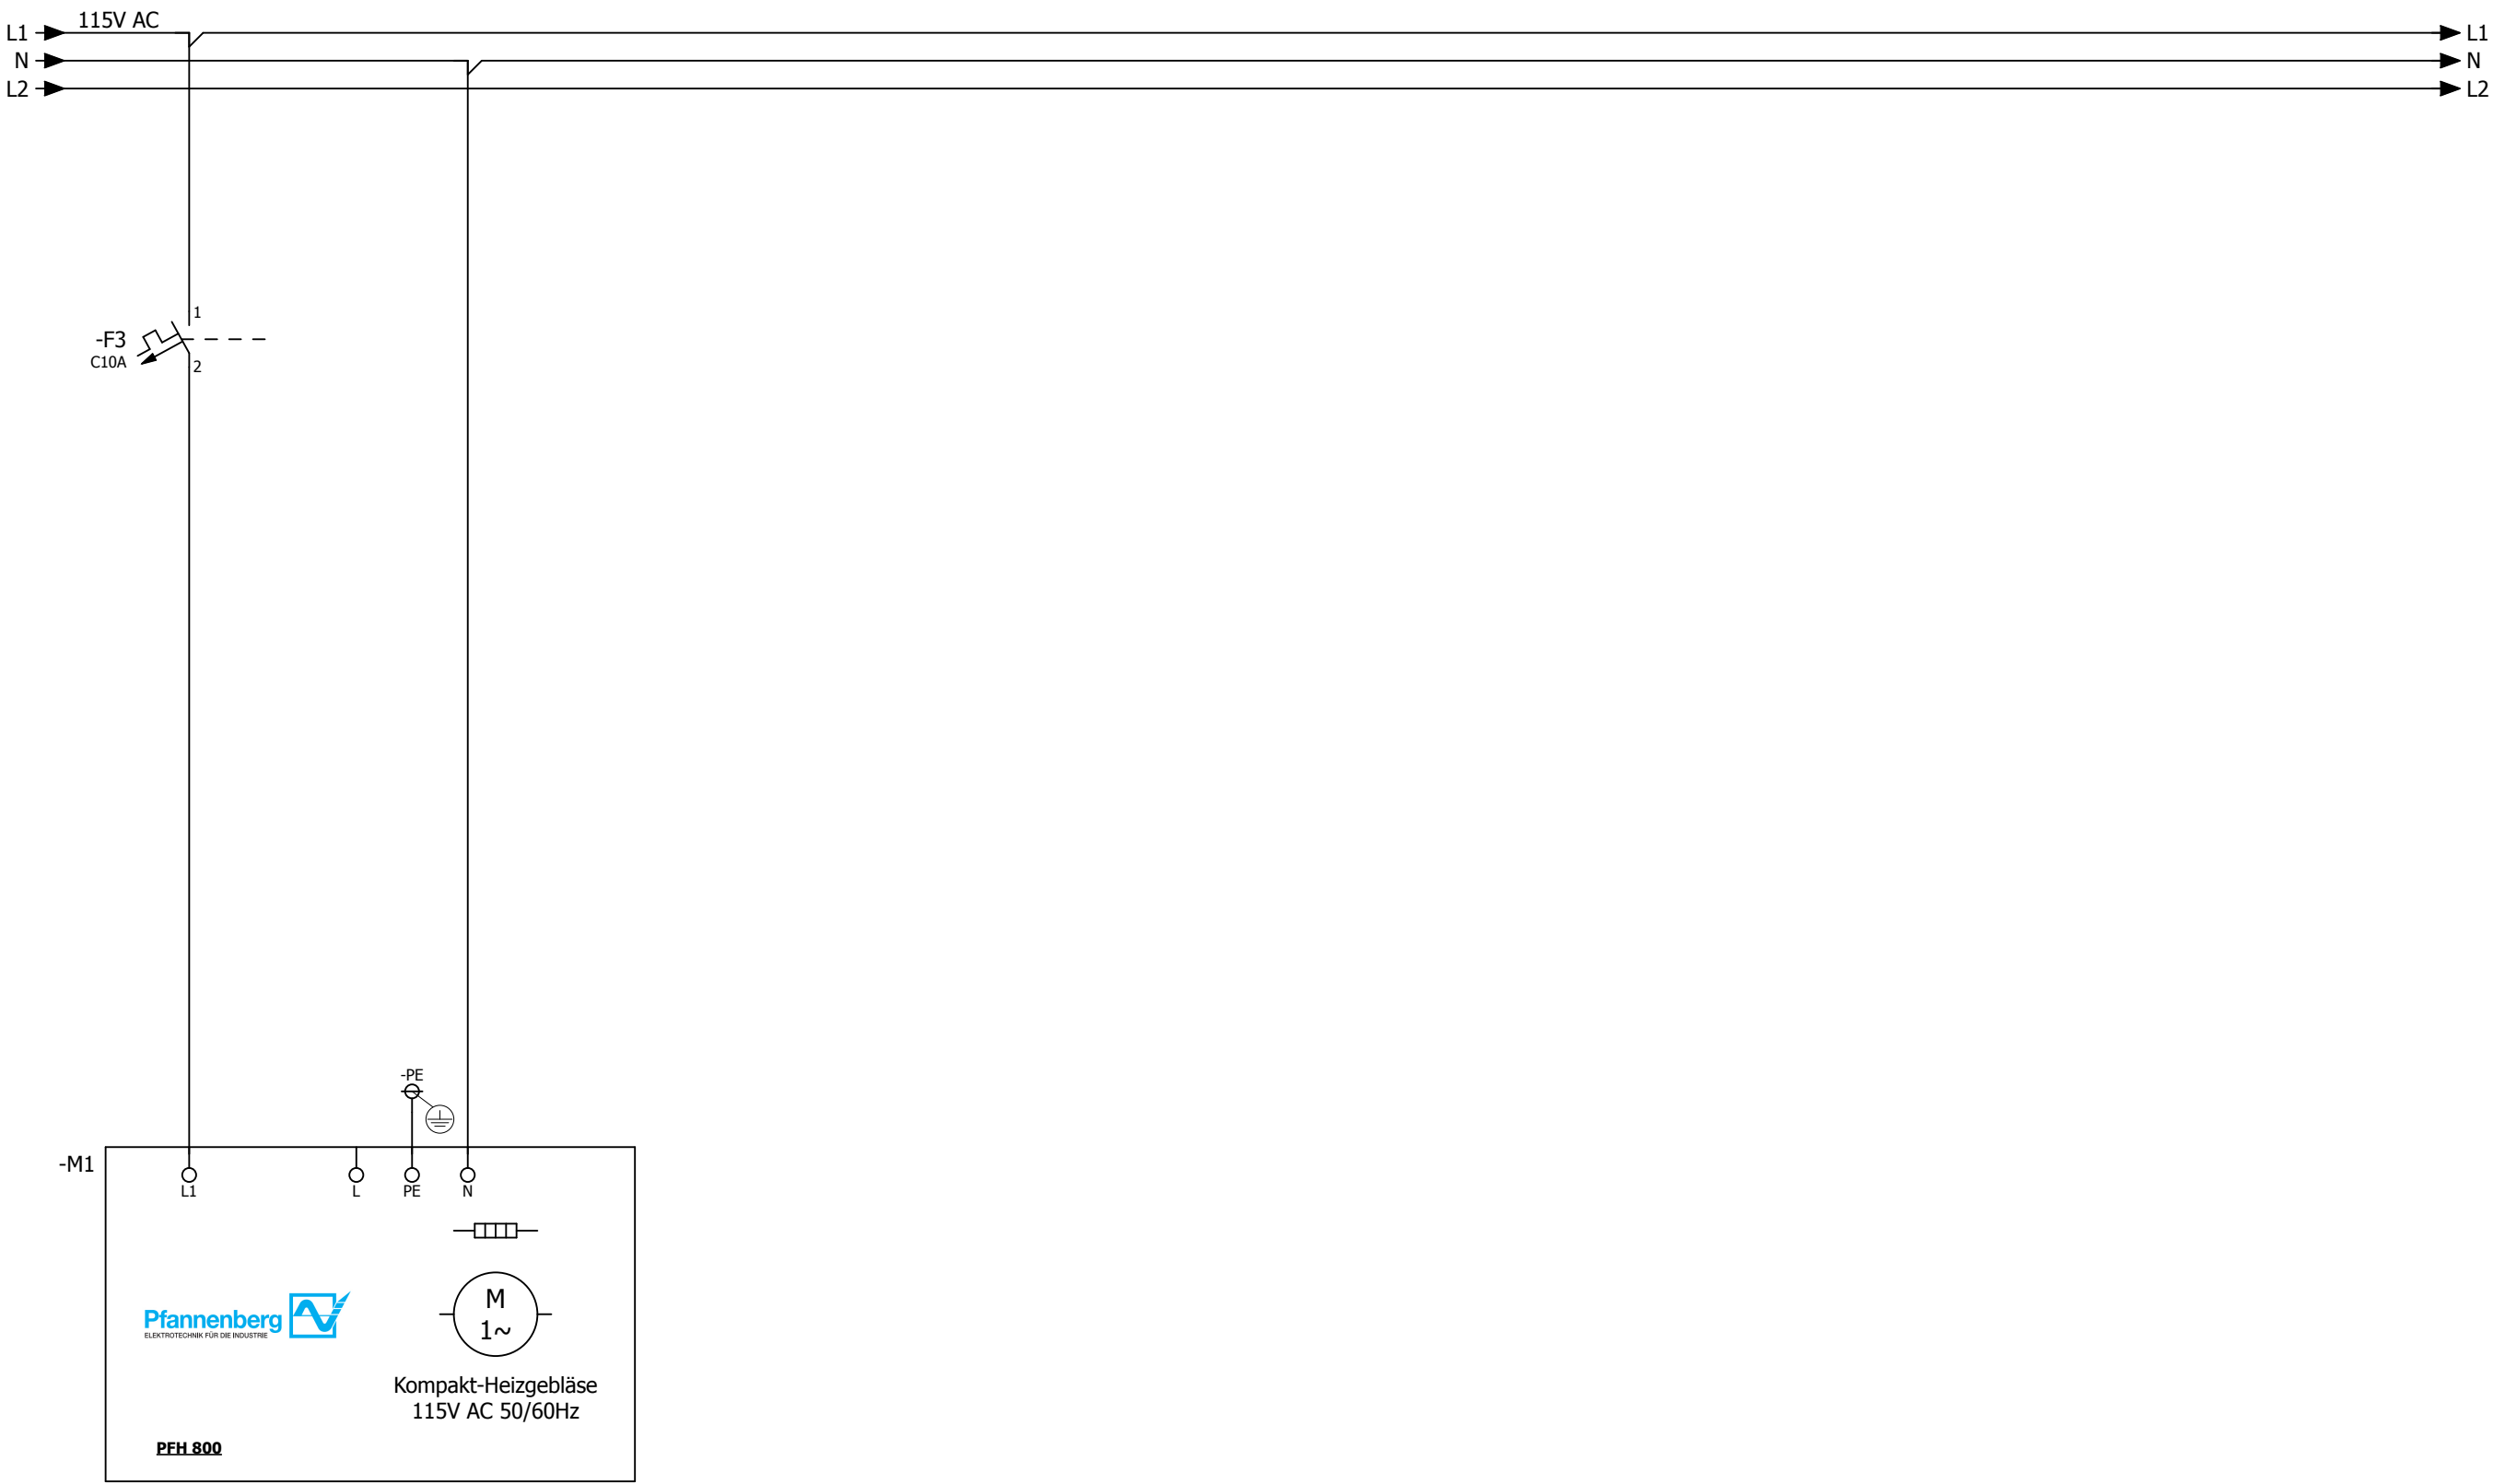 115V AC
L1
L1
N
N
L2
L2
1
-F3
C10A
2
-PE
-M1
L1
L
PE
N
M
1~
Pfannenberg
ELEKTROTECHNIK FÜR DIE INDUSTRIE
Kompakt-Heizgebläse
115V AC 50/60Hz
PFH 800